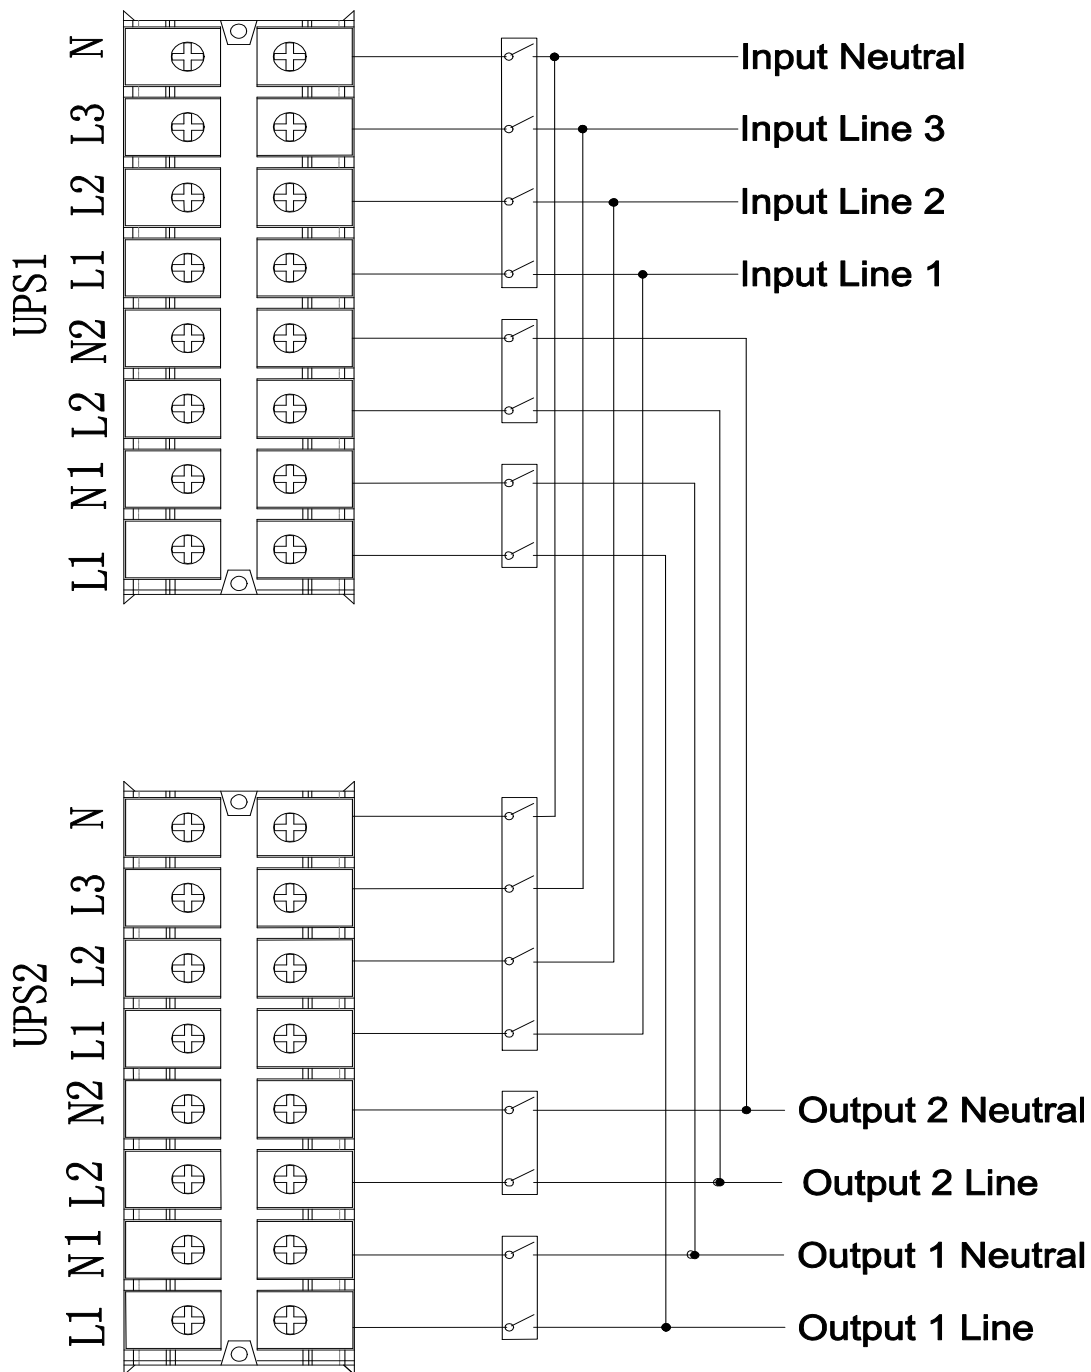 UPS1
N
L3
L2
L1
N2
L2
N1
L1
Input Neutral
Input Line 3
Input Line 2
Input Line 1
UPS2
N
L3
L2
L1
N2
L2
N1
L1
Output 2 Neutral
Output 2 Line
Output 1 Neutral
Output 1 Line